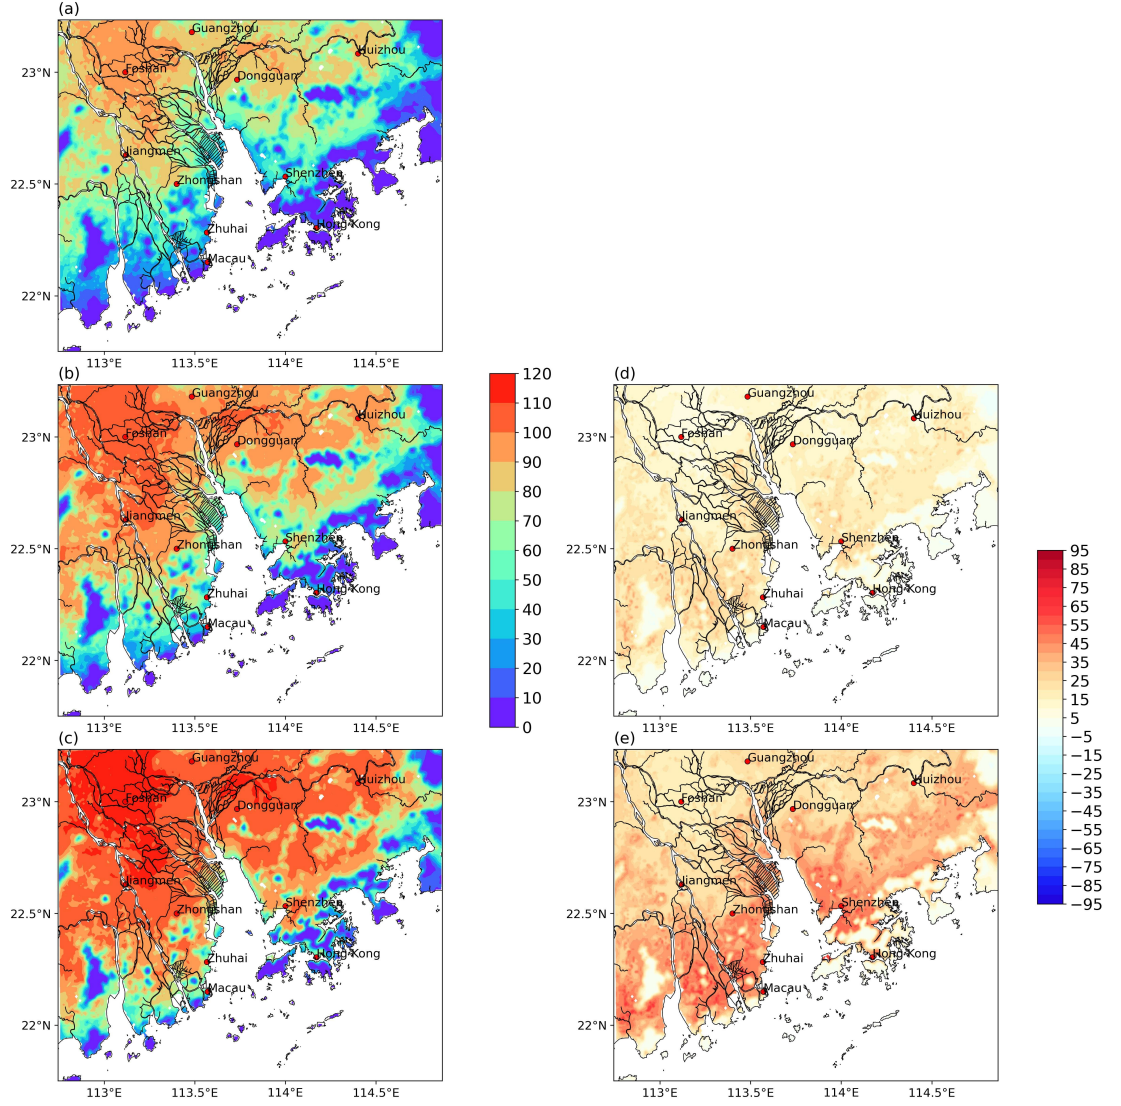 (a)
Guangzhou
Huizhou
Foshan
Dongguan
Jiangmen
Zhongshan
Shenzhen
Zhuhai
Hong Kong
Macau
23°N
22.5°N
22°N
113°E 113.5°E 114°E 114.5°E
(b)
Guangzhou
Huizhou
Foshan
Dongguan
Jiangmen
Zhongshan
Shenzhen
Zhuhai
Hong Kong
Macau
23°N
22.5°N
22°N
120
110
100
90
80
70
60
50
40
30
20
10
0
(d)
Guangzhou
Huizhou
Foshan
Dongguan
Jiangmen
Zhongshan
Shenzhen
Zhuhai
Hong Kong
Macau
23°N
22.5°N
22°N
113°E 113.5°E 114°E 114.5°E
(c)
Guangzhou
Huizhou
Foshan
Dongguan
Jiangmen
Zhongshan
Shenzhen
Zhuhai
Hong Kong
Macau
23°N
22.5°N
22°N
113°E 113.5°E 114°E 114.5°E
(e)
Guangzhou
Huizhou
Foshan
Dongguan
Jiangmen
Zhongshan
Shenzhen
Zhuhai
Hong Kong
Macau
23°N
22.5°N
22°N
113°E 113.5°E 114°E 114.5°E
95
85
75
65
55
45
35
25
15
5
−5
−15
−25
−35
−45
−55
−65
−75
−85
−95